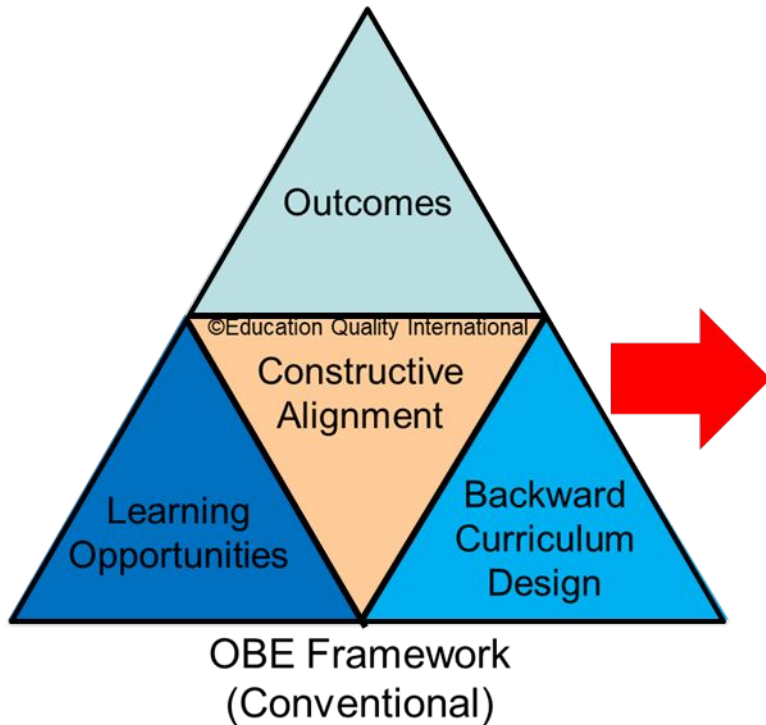 Outcomes
©Education Quality International
Constructive
Alignment
Learning
Opportunities
Backward
Curriculum
Design
OBE Framework
(Conventional)